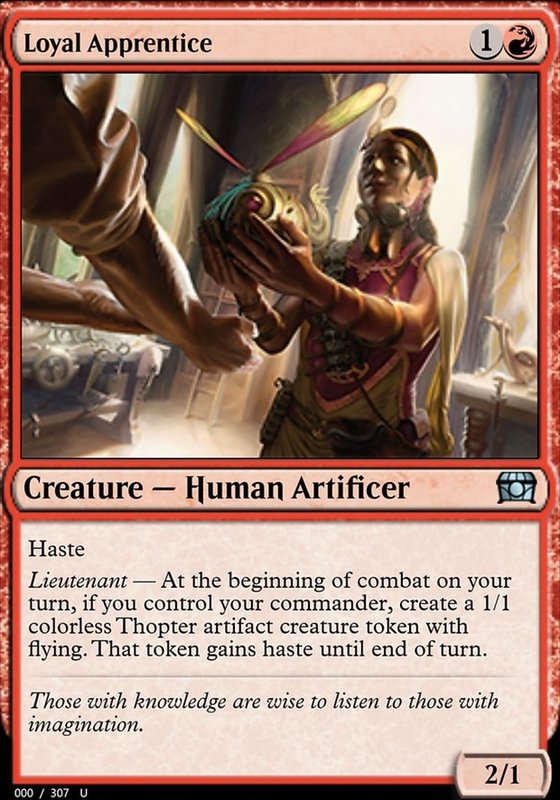 Loyal Apprentice
1
Creature — Human Artificer
Haste
Lieutenant — At the beginning of combat on your
turn, if you control your commander, create a 1/1
colorless Thopter artifact creature token with
flying. That token gains haste until end of turn.
Those with knowledge are wise to listen to those with
imagination.
2/1
000 / 307 U